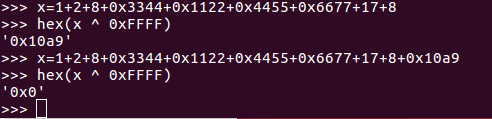 >>> x=1+2+8+0x3344+0x1122+0x4455+0x6677+17+8
>>> hex(x ^ 0xFFFF)
'0x10a9'
>>> x=1+2+8+0x3344+0x1122+0x4455+0x6677+17+8+0x10a9
>>> hex(x ^ 0xFFFF)
'0x0'
>>>